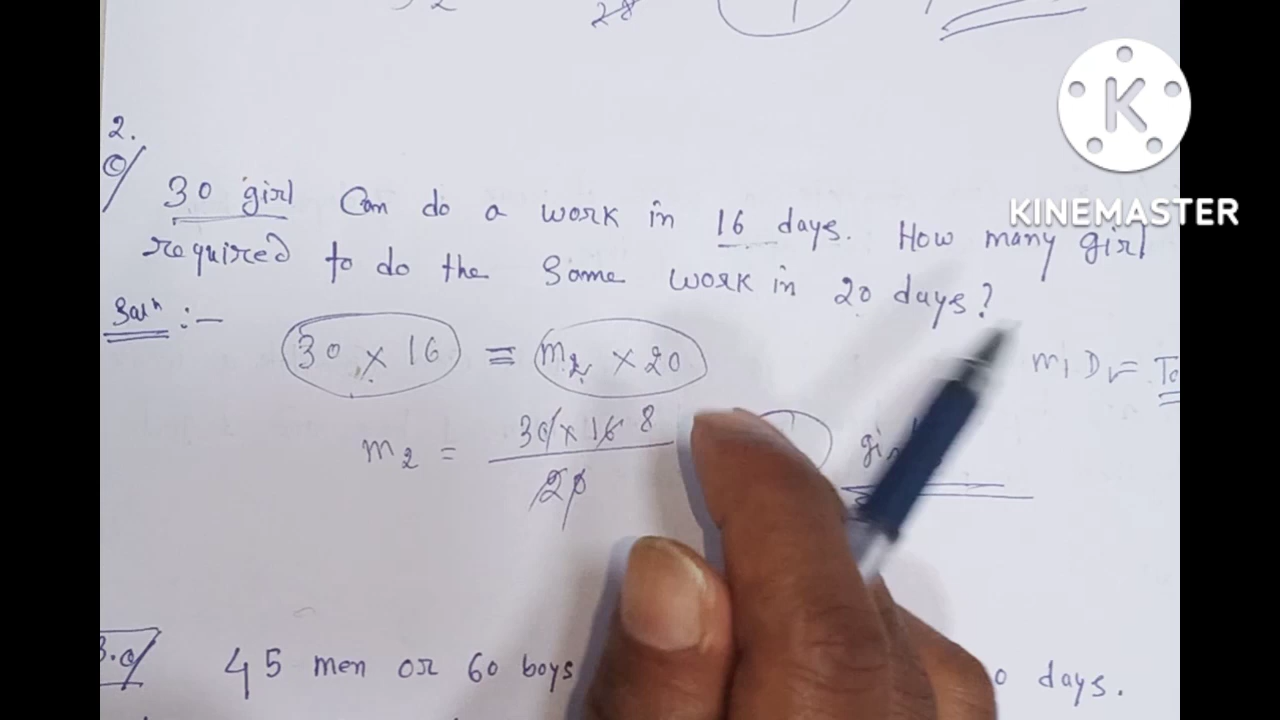 2.
Q/ 30 girl Can do a work in 16 days. How many girl
required to do the same work in 20 days?
Solⁿ :-
30 × 16 = m₂ × 20
m₁ D₁ =
m₂ = 30 × 16 8
20
3.Q/ 45 men or 60 boys
days.
K
KINEMASTER